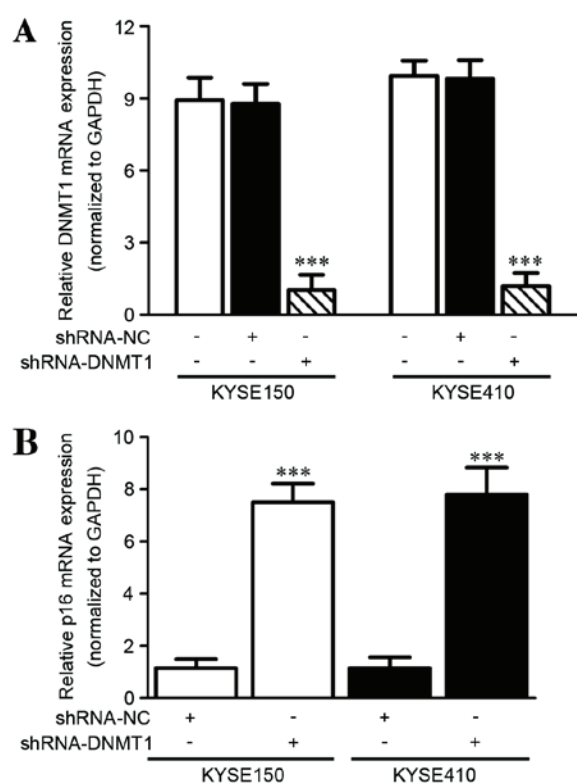 A
Relative DNMT1 mRNA expression
(normalized to GAPDH)
12
9
6
3
0
*** ***
shRNA-NC - + - - + -
shRNA-DNMT1 - - + - - +
KYSE150 KYSE410
B
Relative p16 mRNA expression
(normalized to GAPDH)
10
8
6
4
2
0
*** ***
shRNA-NC + - + -
shRNA-DNMT1 - + - +
KYSE150 KYSE410